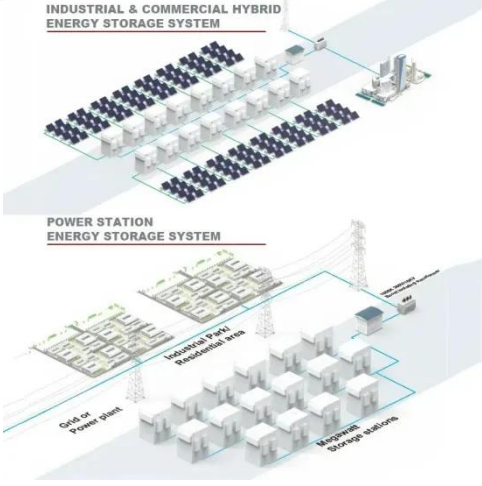 INDUSTRIAL & COMMERCIAL HYBRID
ENERGY STORAGE SYSTEM
POWER STATION
ENERGY STORAGE SYSTEM
Industrial Park/
Residential area
Grid or
Power plant
Megawatt
Storage stations